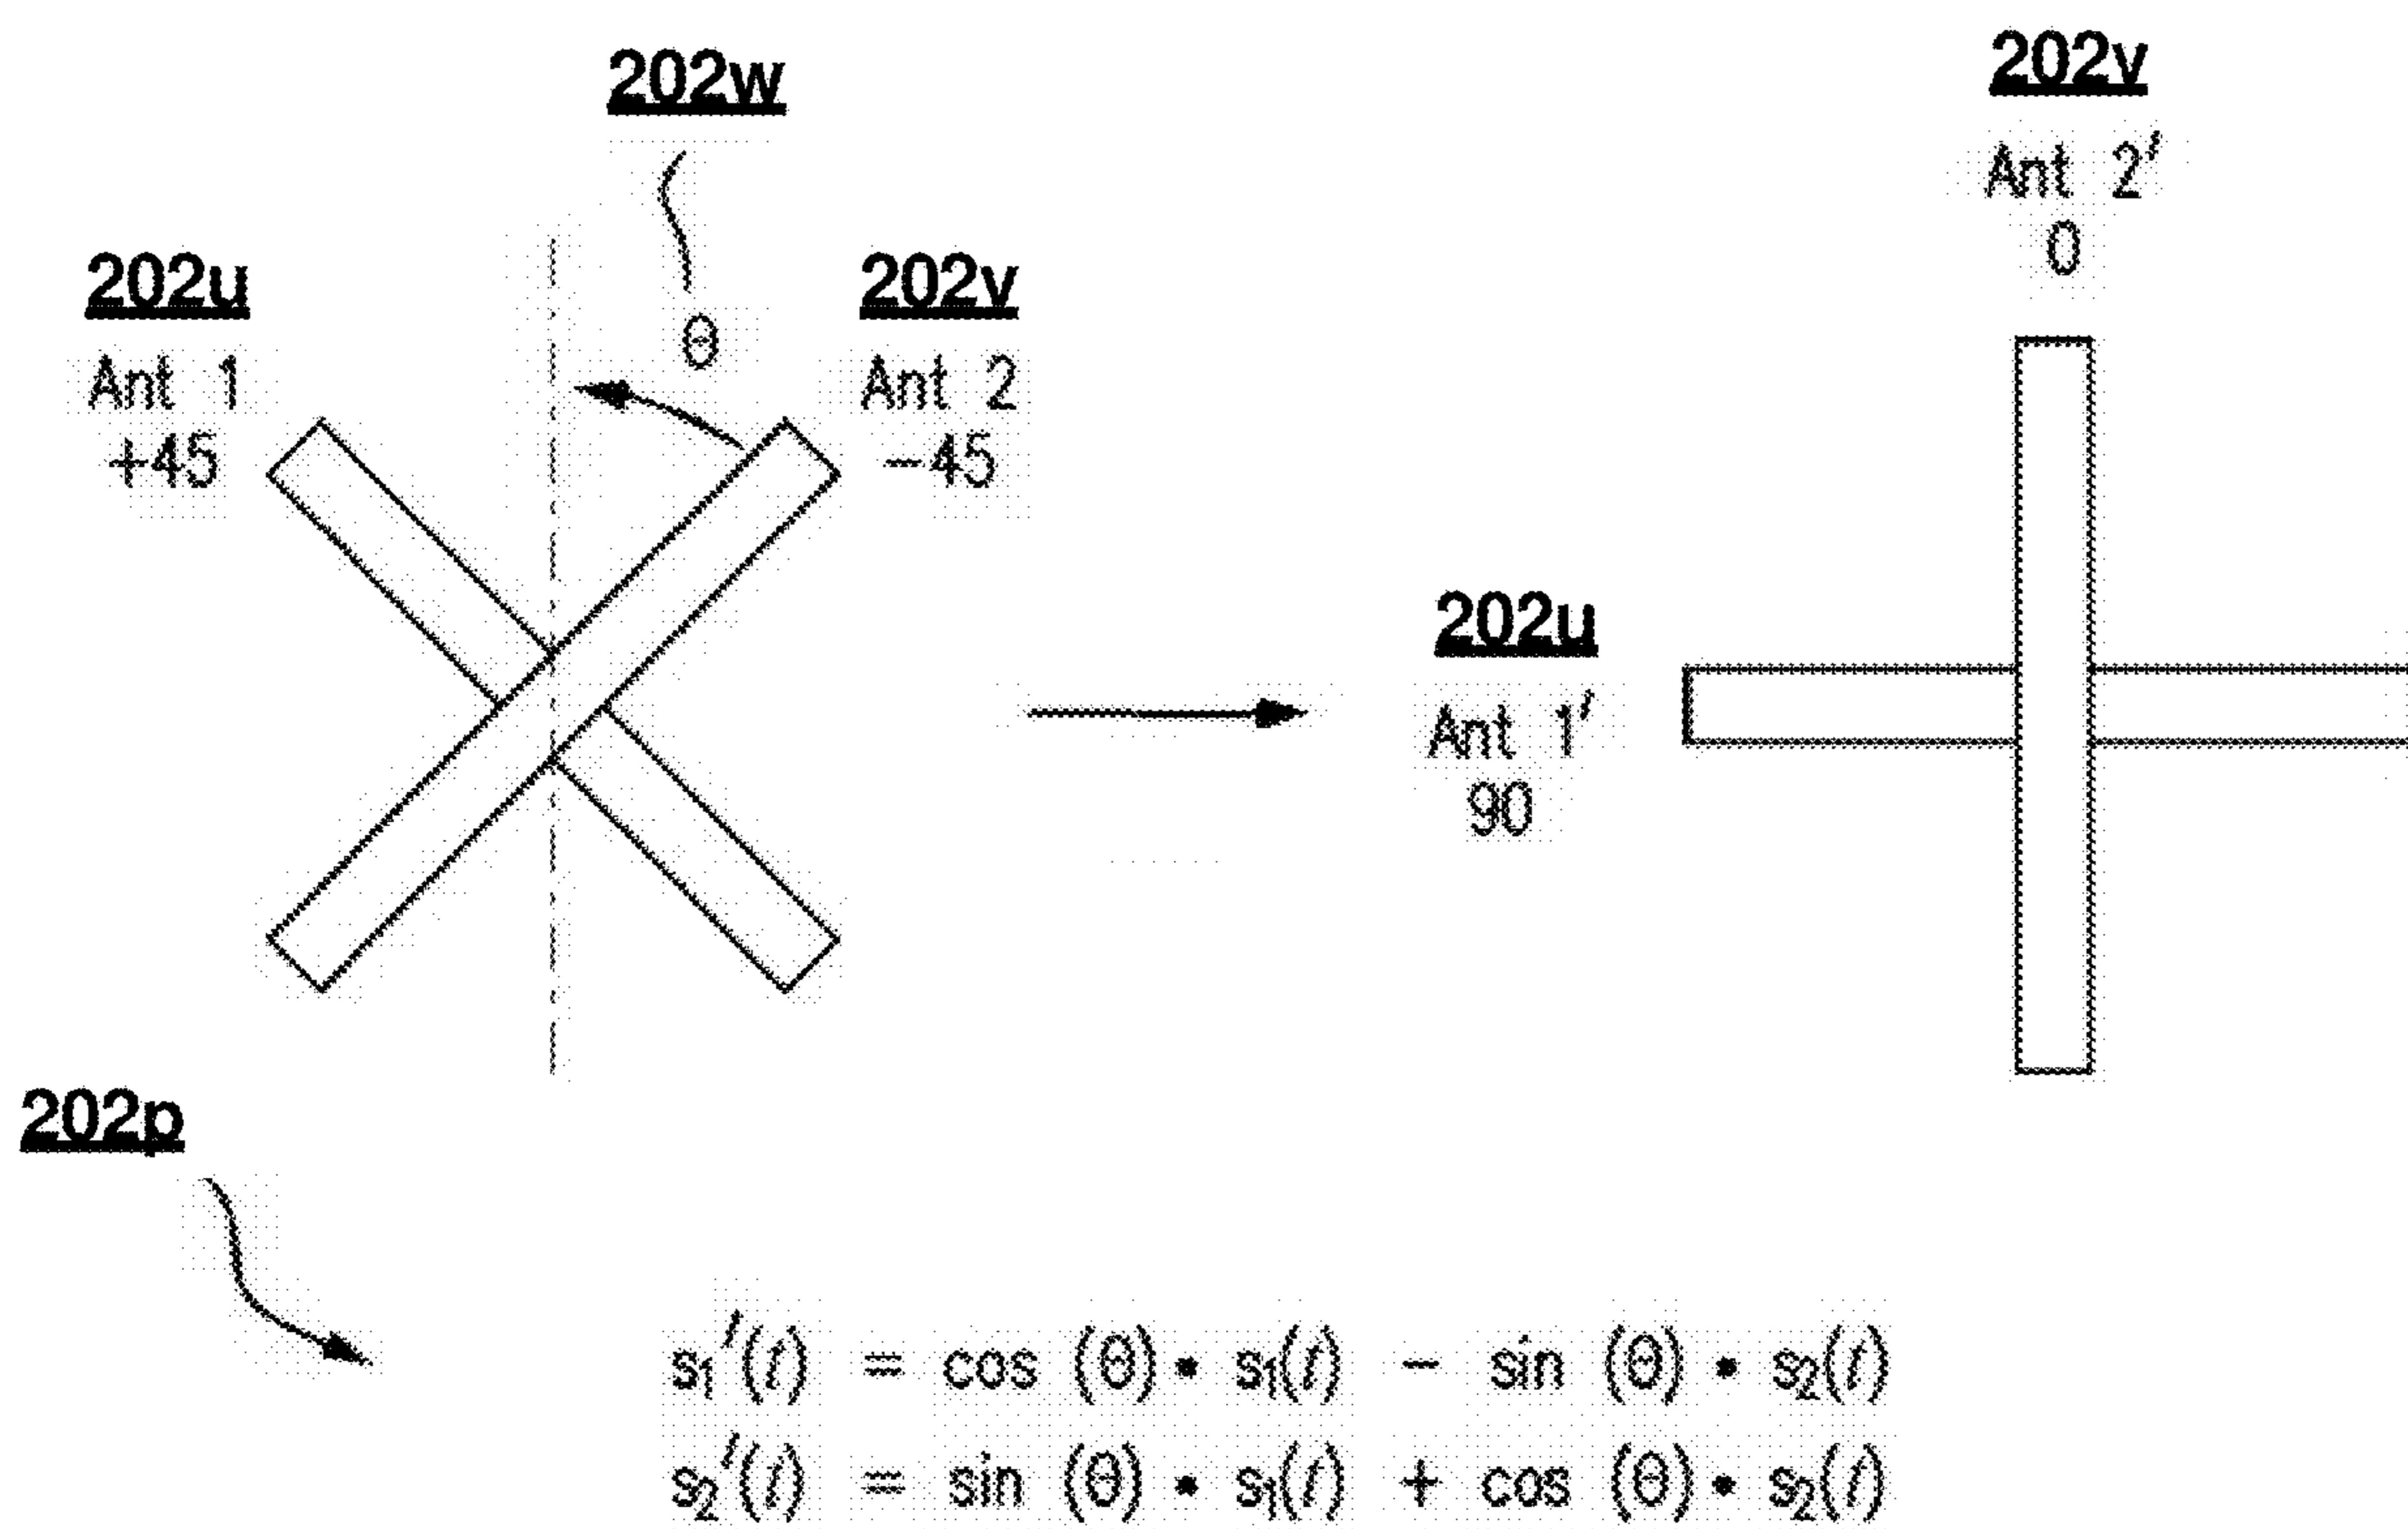 202w
202u
Ant 1
+45
θ
202v
Ant 2
−45
202v
Ant 2′
0
202u
Ant 1′
90
202p
s₁′(t) = cos (θ) • s₁(t) − sin (θ) • s₂(t)
s₂′(t) = sin (θ) • s₁(t) + cos (θ) • s₂(t)